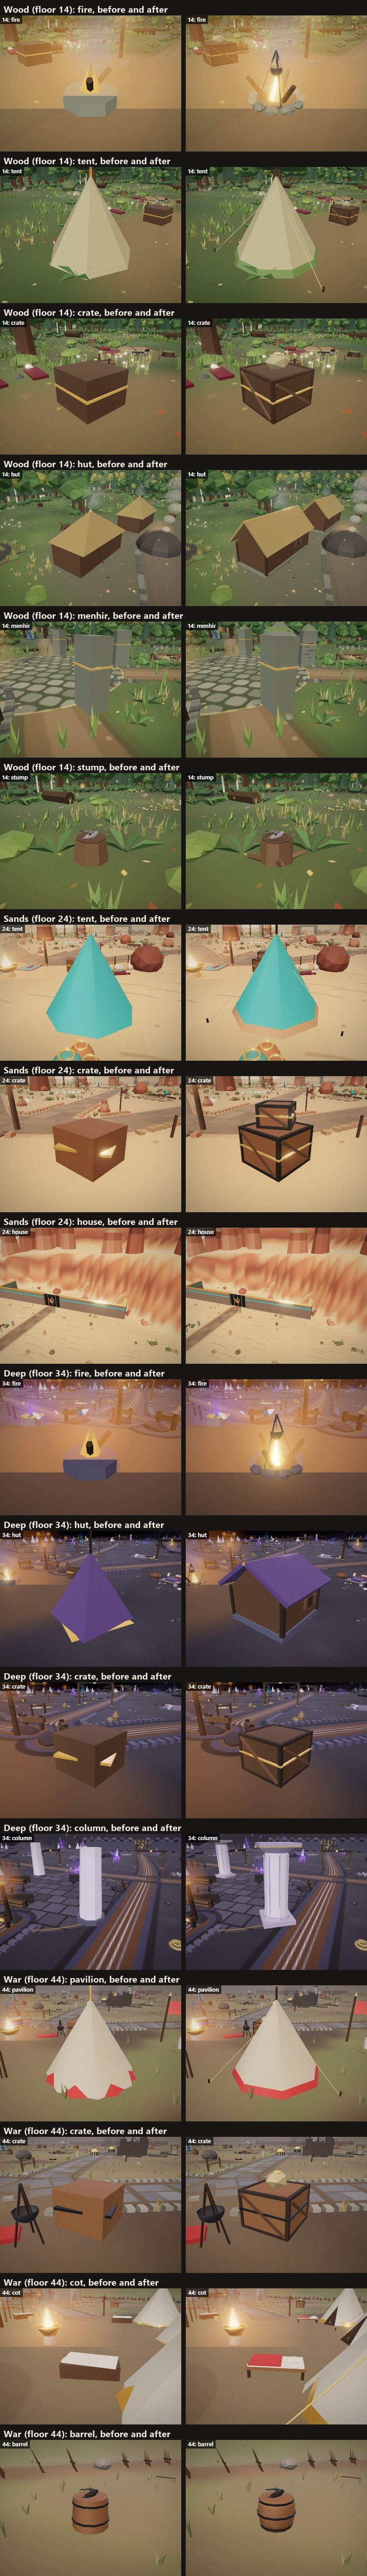 Wood (floor 14): fire, before and after
14: fire
14: fire
Wood (floor 14): tent, before and after
14: tent
14: tent
Wood (floor 14): crate, before and after
14: crate
14: crate
Wood (floor 14): hut, before and after
14: hut
14: hut
Wood (floor 14): menhir, before and after
14: menhir
14: menhir
Wood (floor 14): stump, before and after
14: stump
14: stump
Sands (floor 24): tent, before and after
24: tent
24: tent
Sands (floor 24): crate, before and after
24: crate
24: crate
Sands (floor 24): house, before and after
24: house
24: house
Deep (floor 34): fire, before and after
34: fire
34: fire
Deep (floor 34): hut, before and after
34: hut
34: hut
Deep (floor 34): crate, before and after
34: crate
34: crate
Deep (floor 34): column, before and after
34: column
34: column
War (floor 44): pavilion, before and after
44: pavilion
44: pavilion
War (floor 44): crate, before and after
44: crate
44: crate
War (floor 44): cot, before and after
44: cot
44: cot
War (floor 44): barrel, before and after
44: barrel
44: barrel